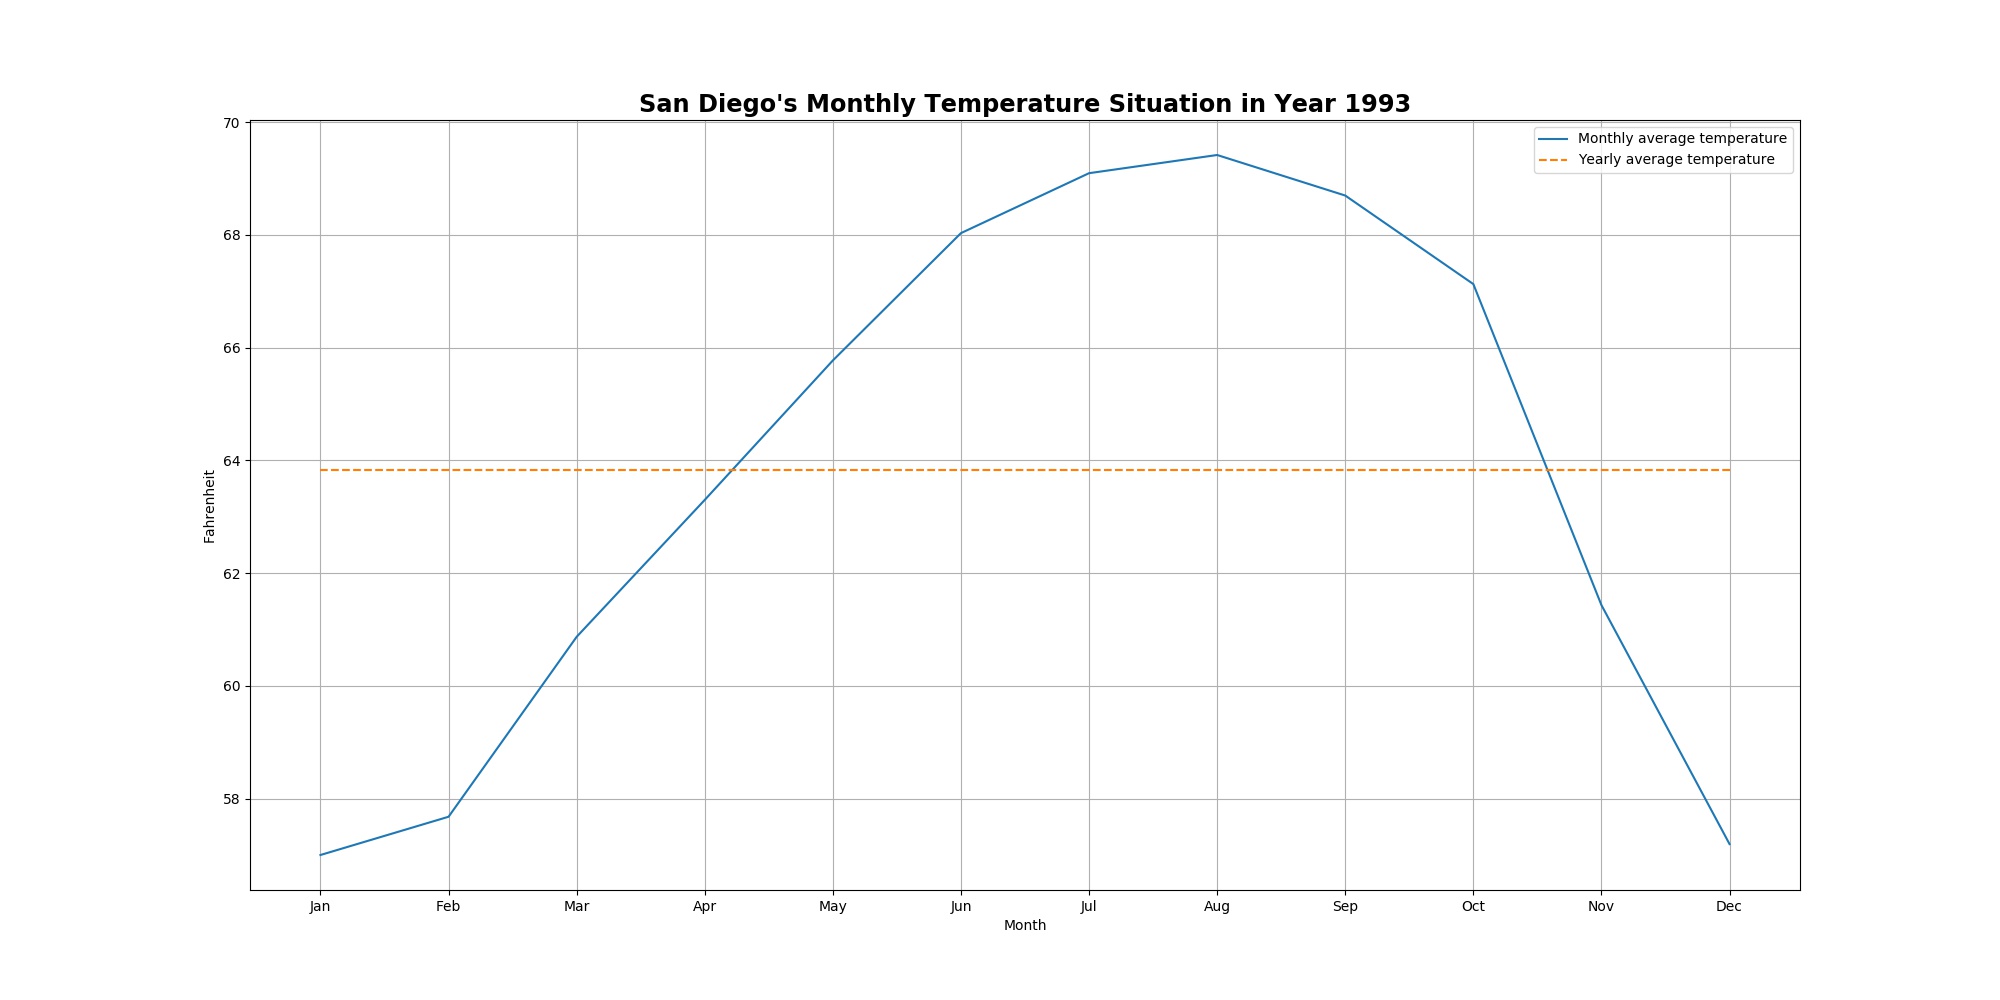 San Diego's Monthly Temperature Situation in Year 1993
Monthly average temperature
Yearly average temperature
70
68
66
64
62
60
58
Fahrenheit
Jan Feb Mar Apr May Jun Jul Aug Sep Oct Nov Dec
Month